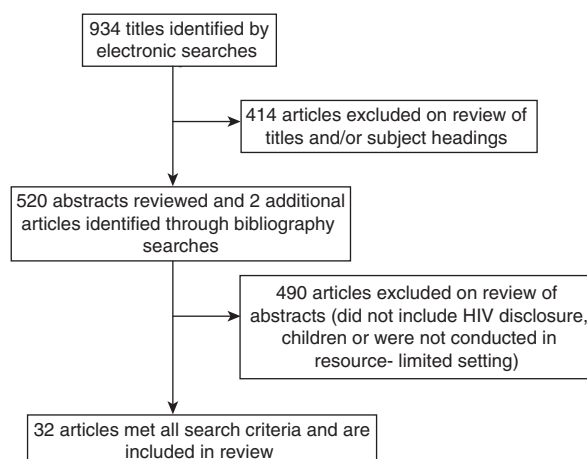 934 titles identified by
electronic searches
414 articles excluded on review of
titles and/or subject headings
520 abstracts reviewed and 2 additional
articles identified through bibliography
searches
490 articles excluded on review of
abstracts (did not include HIV disclosure,
children or were not conducted in
resource- limited setting)
32 articles met all search criteria and are
included in review